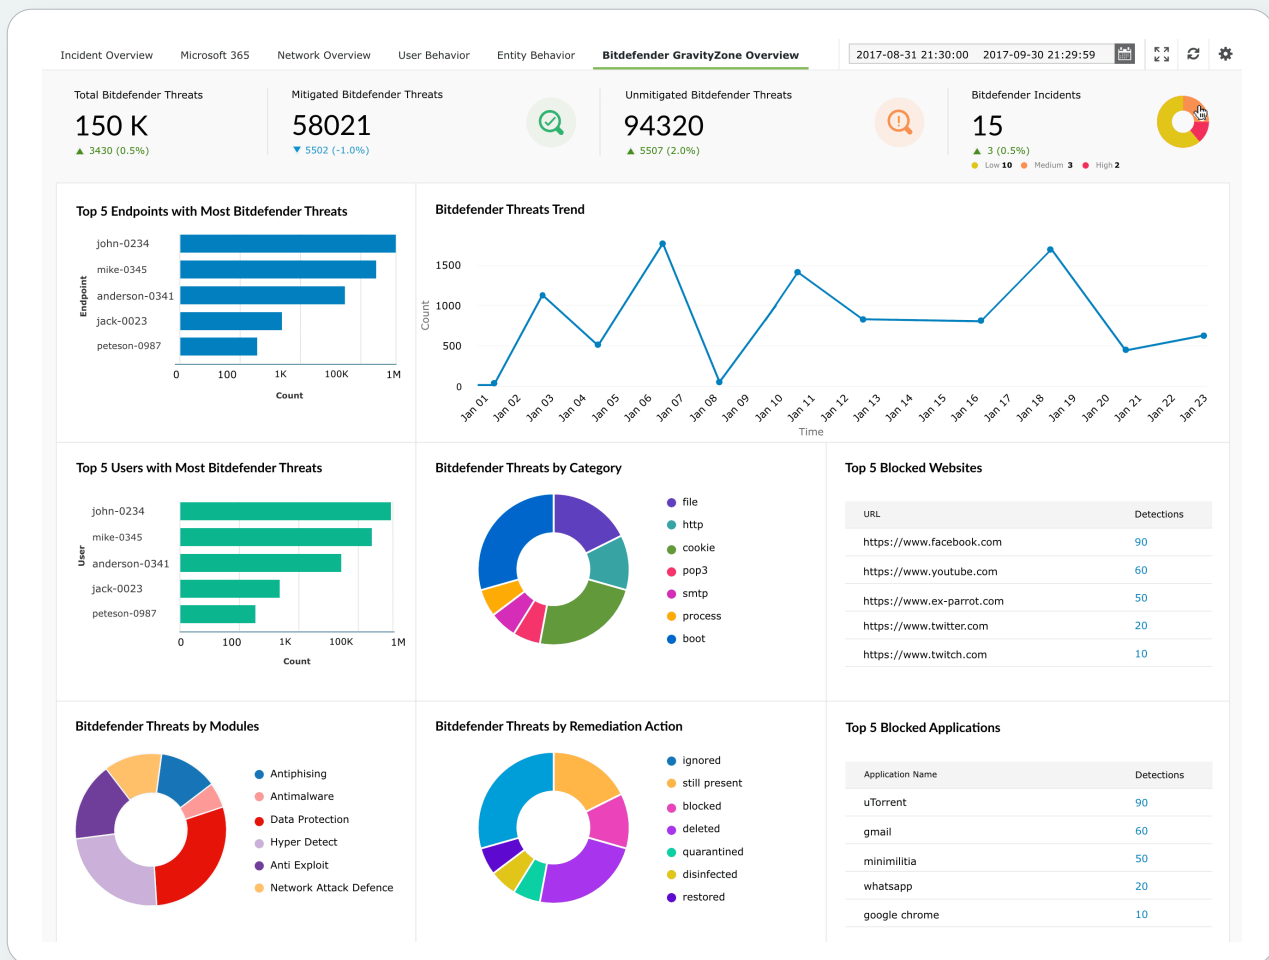 Incident Overview
Microsoft 365
Network Overview
User Behavior
Entity Behavior
Bitdefender GravityZone Overview
2017-08-31 21:30:00 2017-09-30 21:29:59
Total Bitdefender Threats
150 K
▲ 3430 (0.5%)
Mitigated Bitdefender Threats
58021
▼ 5502 (-1.0%)
Unmitigated Bitdefender Threats
94320
▲ 5507 (2.0%)
Bitdefender Incidents
15
▲ 3 (0.5%)
Low 10 Medium 3 High 2
Top 5 Endpoints with Most Bitdefender Threats
Endpoint
john-0234
mike-0345
anderson-0341
jack-0023
peteson-0987
0 100 1K 100K 1M
Count
Bitdefender Threats Trend
Count
1500
1000
500
0
Jan 01 Jan 02 Jan 03 Jan 04 Jan 05 Jan 06 Jan 07 Jan 08 Jan 09 Jan 10 Jan 11 Jan 12 Jan 13 Jan 14 Jan 15 Jan 16 Jan 17 Jan 18 Jan 19 Jan 20 Jan 21 Jan 22 Jan 23
Time
Top 5 Users with Most Bitdefender Threats
User
john-0234
mike-0345
anderson-0341
jack-0023
peteson-0987
0 100 1K 100K 1M
Count
Bitdefender Threats by Category
file
http
cookie
pop3
smtp
process
boot
Top 5 Blocked Websites
URL Detections
https://www.facebook.com 90
https://www.youtube.com 60
https://www.ex-parrot.com 50
https://www.twitter.com 20
https://www.twitch.com 10
Bitdefender Threats by Modules
Antiphising
Antimalware
Data Protection
Hyper Detect
Anti Exploit
Network Attack Defence
Bitdefender Threats by Remediation Action
ignored
still present
blocked
deleted
quarantined
disinfected
restored
Top 5 Blocked Applications
Application Name Detections
uTorrent 90
gmail 60
minimilitia 50
whatsapp 20
google chrome 10